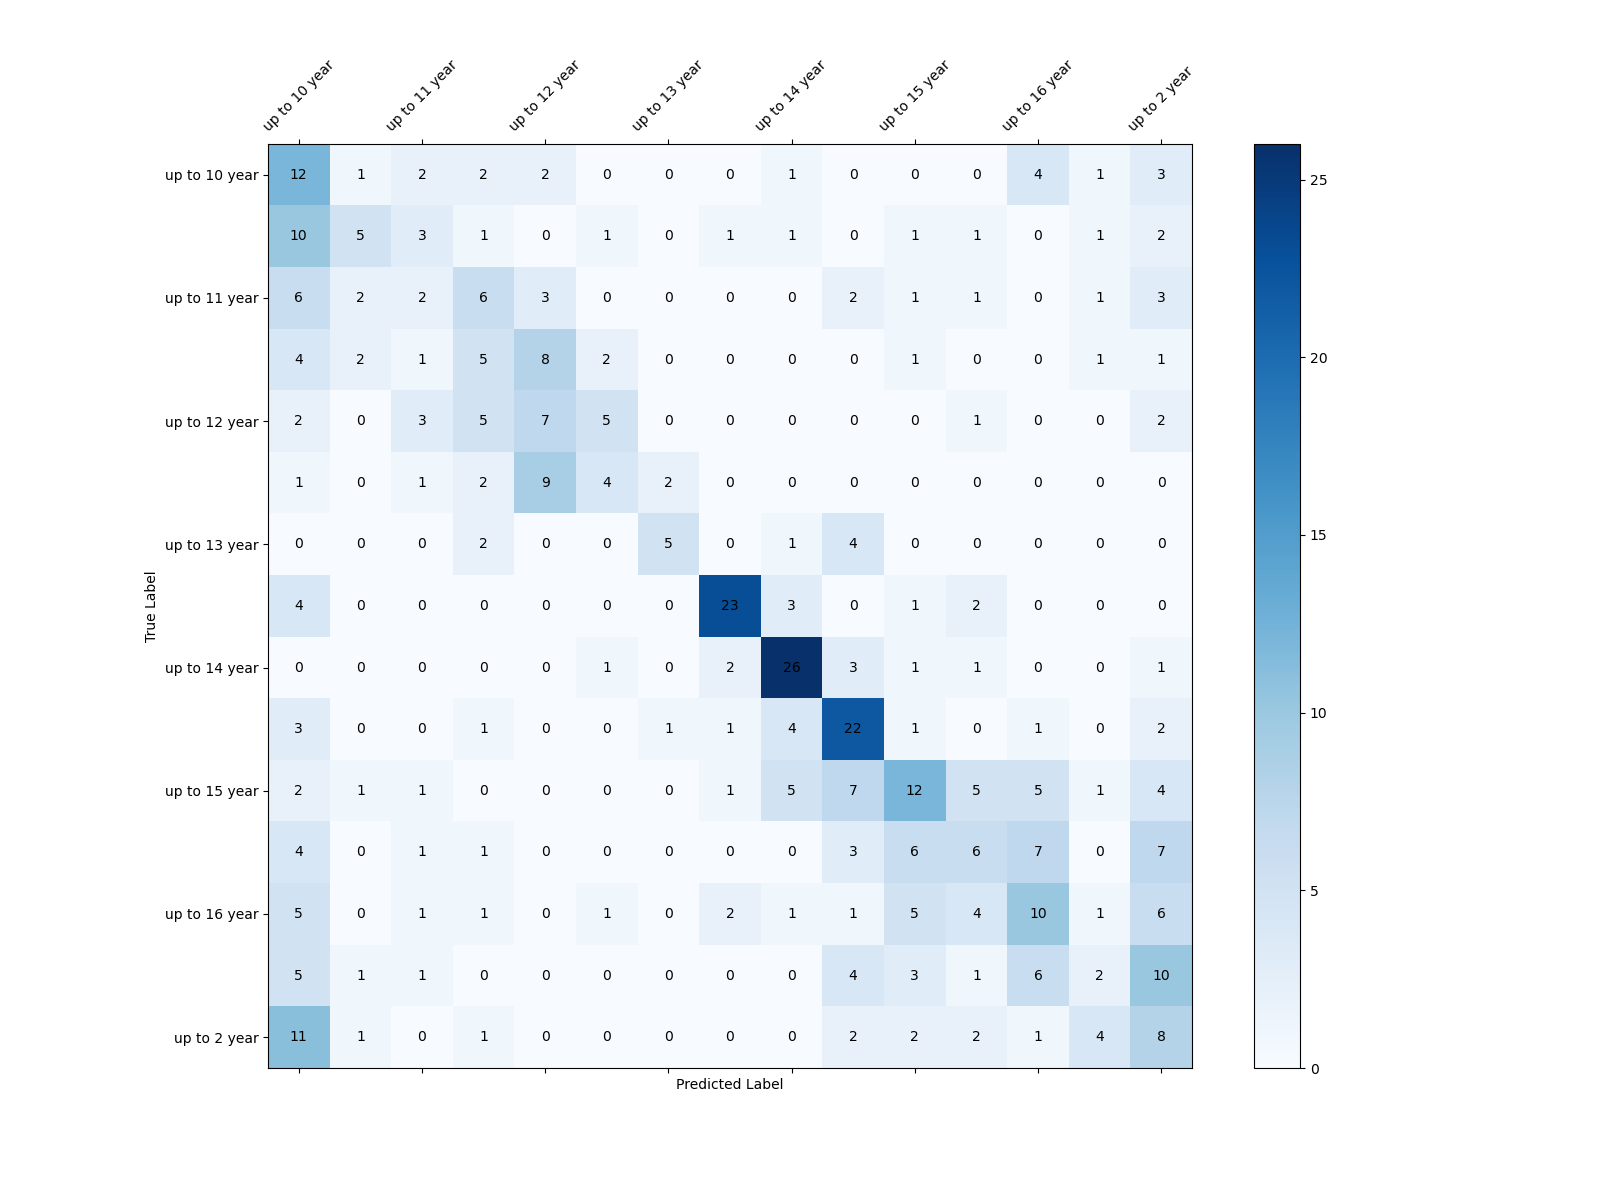 up to 10 year up to 11 year up to 12 year up to 13 year up to 14 year up to 15 year up to 16 year up to 2 year
up to 10 year 12 1 2 2 2 0 0 0 1 0 0 0 4 1 3
10 5 3 1 0 1 0 1 1 0 1 1 0 1 2
up to 11 year 6 2 2 6 3 0 0 0 0 2 1 1 0 1 3
4 2 1 5 8 2 0 0 0 0 1 0 0 1 1
up to 12 year 2 0 3 5 7 5 0 0 0 0 0 1 0 0 2
1 0 1 2 9 4 2 0 0 0 0 0 0 0 0
up to 13 year 0 0 0 2 0 0 5 0 1 4 0 0 0 0 0
4 0 0 0 0 0 0 23 3 0 1 2 0 0 0
up to 14 year 0 0 0 0 0 1 0 2 26 3 1 1 0 0 1
3 0 0 1 0 0 1 1 4 22 1 0 1 0 2
up to 15 year 2 1 1 0 0 0 0 1 5 7 12 5 5 1 4
4 0 1 1 0 0 0 0 0 3 6 6 7 0 7
up to 16 year 5 0 1 1 0 1 0 2 1 1 5 4 10 1 6
5 1 1 0 0 0 0 0 0 4 3 1 6 2 10
up to 2 year 11 1 0 1 0 0 0 0 0 2 2 2 1 4 8
True Label
Predicted Label
25
20
15
10
5
0